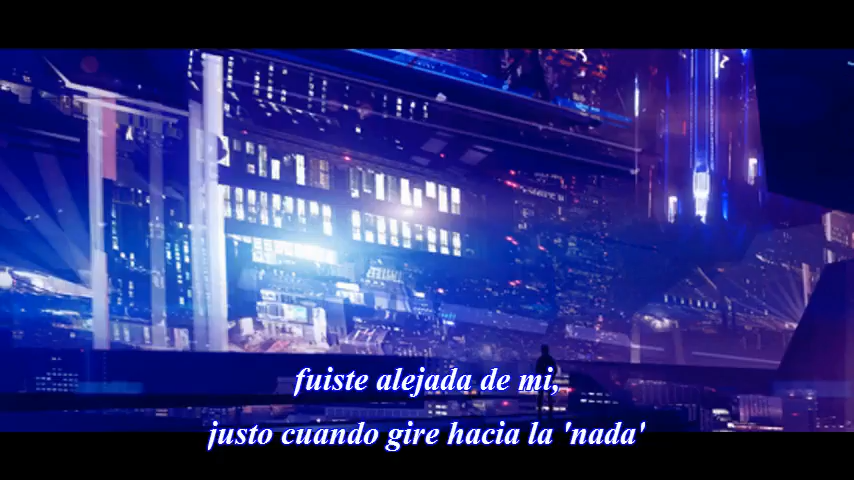 fuiste alejada de mi,
justo cuando gire hacia la 'nada'